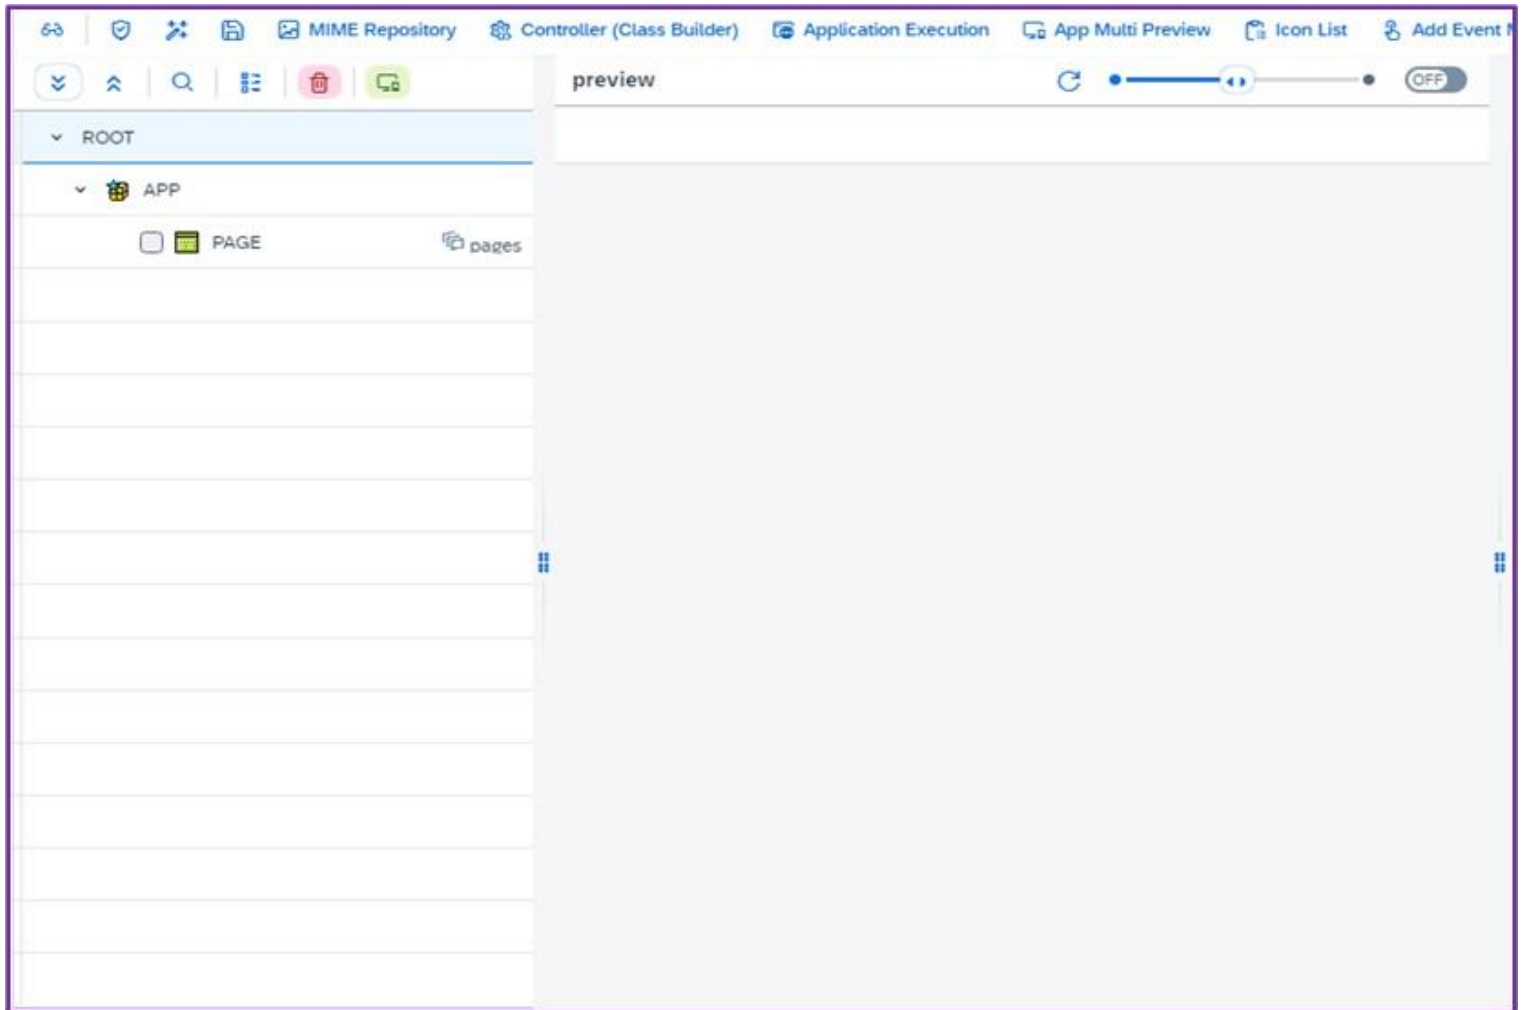 MIME Repository Controller (Class Builder) Application Execution App Multi Preview Icon List Add Event
preview OFF
ROOT
APP
PAGE pages